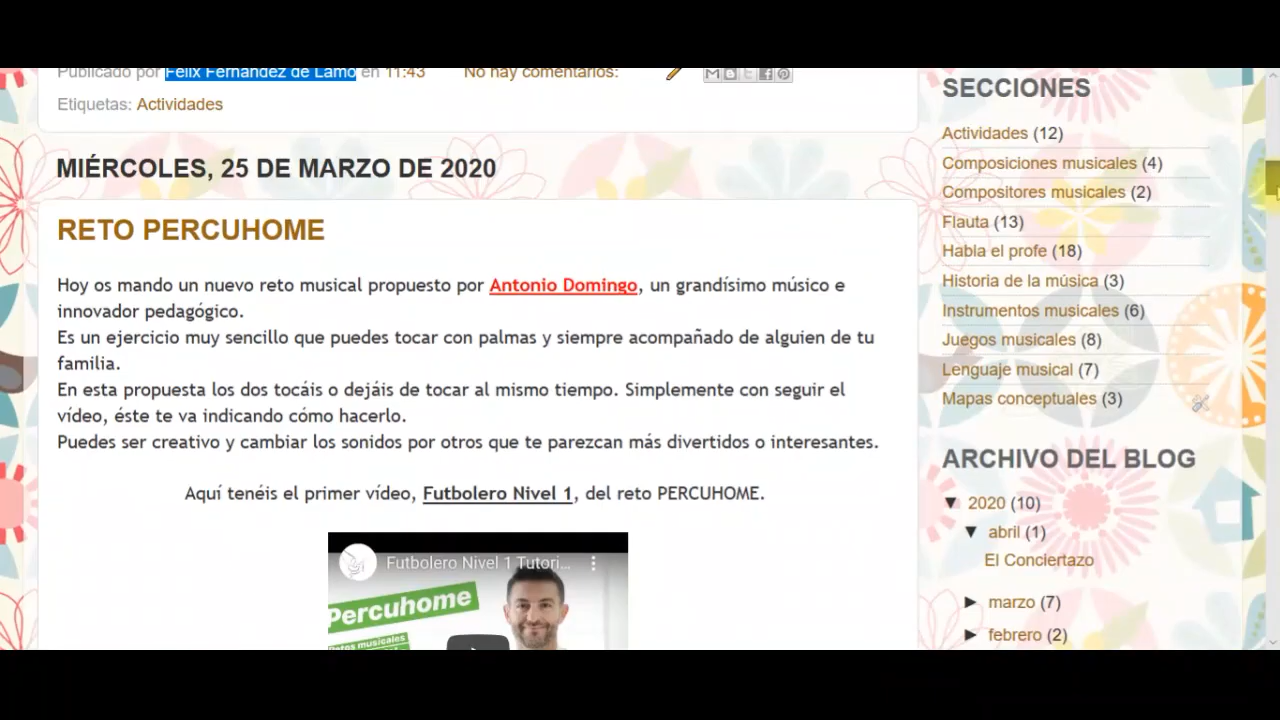 Publicado por Felix Fernandez de Lamo en 11:43 No hay comentarios:
Etiquetas: Actividades
MIÉRCOLES, 25 DE MARZO DE 2020
RETO PERCUHOME
Hoy os mando un nuevo reto musical propuesto por Antonio Domingo, un grandísimo músico e
innovador pedagógico.
Es un ejercicio muy sencillo que puedes tocar con palmas y siempre acompañado de alguien de tu
familia.
En esta propuesta los dos tocáis o dejáis de tocar al mismo tiempo. Simplemente con seguir el
vídeo, éste te va indicando cómo hacerlo.
Puedes ser creativo y cambiar los sonidos por otros que te parezcan más divertidos o interesantes.
Aquí tenéis el primer vídeo, Futbolero Nivel 1, del reto PERCUHOME.
Futbolero Nivel 1 Tutori...
Percuhome
Retos musicales
SECCIONES
Actividades (12)
Composiciones musicales (4)
Compositores musicales (2)
Flauta (13)
Habla el profe (18)
Historia de la música (3)
Instrumentos musicales (6)
Juegos musicales (8)
Lenguaje musical (7)
Mapas conceptuales (3)
ARCHIVO DEL BLOG
▼ 2020 (10)
▼ abril (1)
El Conciertazo
► marzo (7)
► febrero (2)